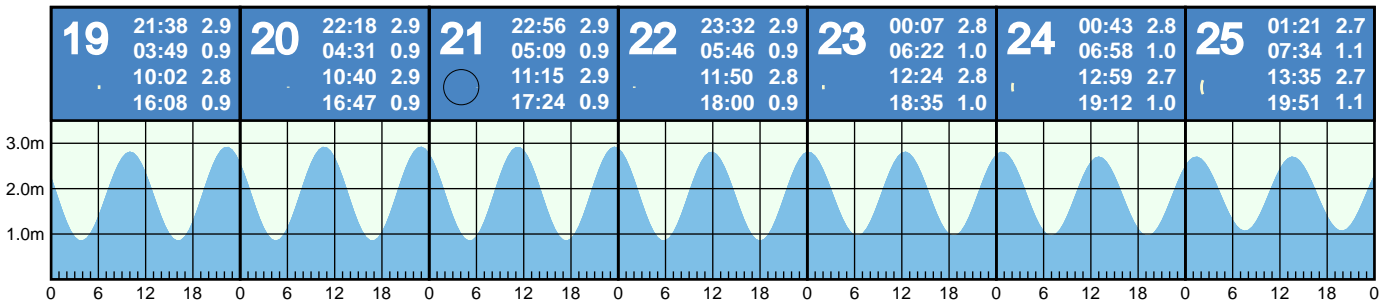 19 21:38 2.9 20 22:18 2.9 21 22:56 2.9 22 23:32 2.9 23 00:07 2.8 24 00:43 2.8 25 01:21 2.7
03:49 0.9 04:31 0.9 05:09 0.9 05:46 0.9 06:22 1.0 06:58 1.0 07:34 1.1
10:02 2.8 10:40 2.9 11:15 2.9 11:50 2.8 12:24 2.8 12:59 2.7 13:35 2.7
16:08 0.9 16:47 0.9 17:24 0.9 18:00 0.9 18:35 1.0 19:12 1.0 19:51 1.1
3.0m
2.0m
1.0m
0 6 12 18 0 6 12 18 0 6 12 18 0 6 12 18 0 6 12 18 0 6 12 18 0 6 12 18 0